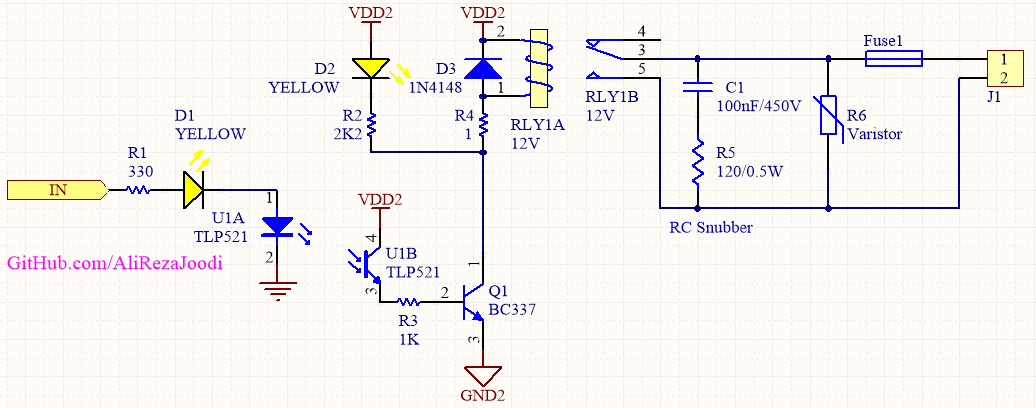 VDD2
VDD2
2
4
3
5
Fuse1
1
2
J1
D2
YELLOW
D3
1N4148
1
RLY1A
12V
RLY1B
12V
C1
100nF/450V
R6
Varistor
R2
2K2
R4
1
D1
YELLOW
R1
330
IN
R5
120/0.5W
RC Snubber
1
U1A
TLP521
2
GitHub.com/AliRezaJoodi
VDD2
4
U1B
TLP521
3
R3
1K
1
2
Q1
BC337
3
GND2